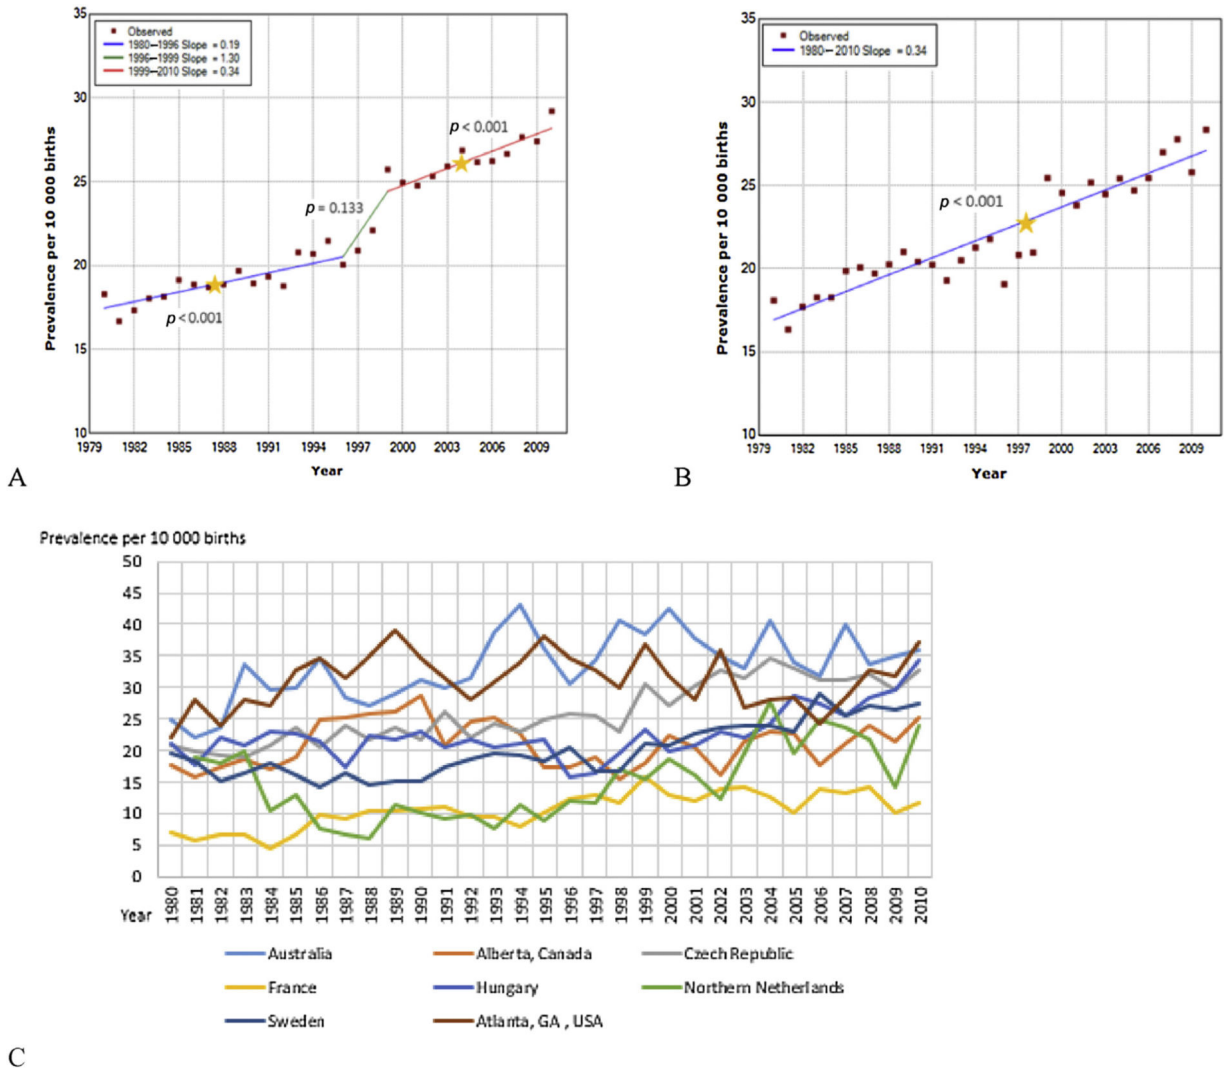 35
Observed
1980—1996 Slope = 0.19
1996—1999 Slope = 1.30
1999—2010 Slope = 0.34
30
p < 0.001
25
p = 0.133
20
p < 0.001
15
10
Prevalence per 10 000 births
1979 1982 1985 1988 1991 1994 1997 2000 2003 2006 2009
Year
A
35
Observed
1980—2010 Slope = 0.34
30
25
p < 0.001
20
15
10
Prevalence per 10 000 births
1979 1982 1985 1988 1991 1994 1997 2000 2003 2006 2009
Year
B
Prevalence per 10 000 births
50
45
40
35
30
25
20
15
10
5
0
Year
1980 1981 1982 1983 1984 1985 1986 1987 1988 1989 1990 1991 1992 1993 1994 1995 1996 1997 1998 1999 2000 2001 2002 2003 2004 2005 2006 2007 2008 2009 2010
Australia Alberta, Canada Czech Republic
France Hungary Northern Netherlands
Sweden Atlanta, GA , USA
C